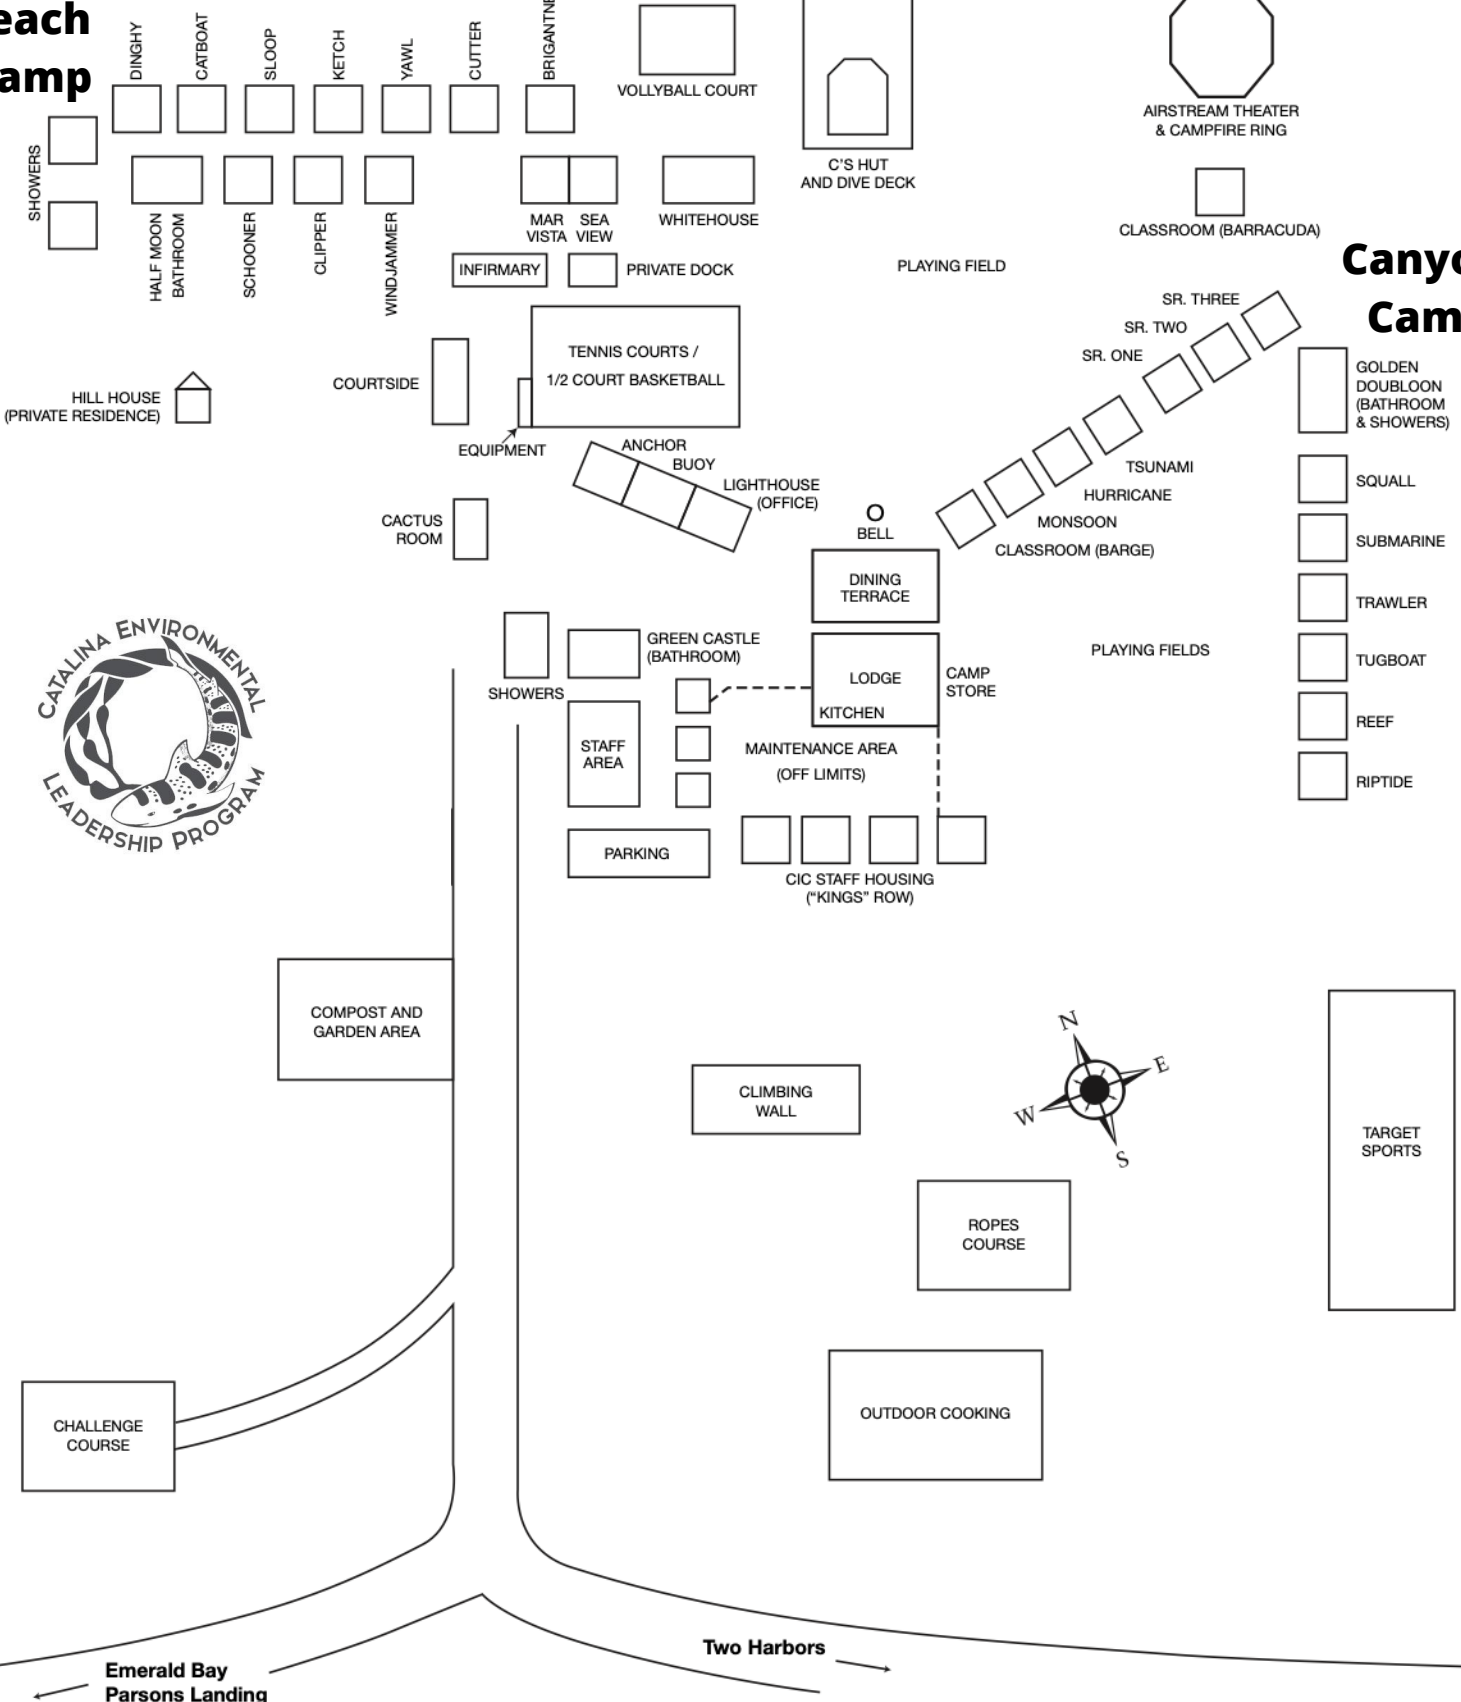 each
amp
DINGHY
CATBOAT
SLOOP
KETCH
YAWL
CUTTER
BRIGANTNE
VOLLYBALL COURT
C'S HUT
AND DIVE DECK
AIRSTREAM THEATER
& CAMPFIRE RING
SHOWERS
HALF MOON
BATHROOM
SCHOONER
CLIPPER
WINDJAMMER
MAR
VISTA
SEA
VIEW
WHITEHOUSE
CLASSROOM (BARRACUDA)
Canyo
Cam
INFIRMARY
PRIVATE DOCK
PLAYING FIELD
SR. THREE
SR. TWO
SR. ONE
TENNIS COURTS /
1/2 COURT BASKETBALL
COURTSIDE
HILL HOUSE
(PRIVATE RESIDENCE)
EQUIPMENT
GOLDEN
DOUBLOON
(BATHROOM
& SHOWERS)
ANCHOR
BUOY
LIGHTHOUSE
(OFFICE)
TSUNAMI
HURRICANE
MONSOON
CLASSROOM (BARGE)
SQUALL
SUBMARINE
TRAWLER
TUGBOAT
REEF
RIPTIDE
CACTUS
ROOM
BELL
DINING
TERRACE
CATALINA ENVIRONMENTAL
LEADERSHIP PROGRAM
SHOWERS
GREEN CASTLE
(BATHROOM)
LODGE
KITCHEN
CAMP
STORE
PLAYING FIELDS
STAFF
AREA
MAINTENANCE AREA
(OFF LIMITS)
PARKING
CIC STAFF HOUSING
("KINGS" ROW)
COMPOST AND
GARDEN AREA
CLIMBING
WALL
N
E
W
S
TARGET
SPORTS
ROPES
COURSE
OUTDOOR COOKING
CHALLENGE
COURSE
Two Harbors
Emerald Bay
Parsons Landing